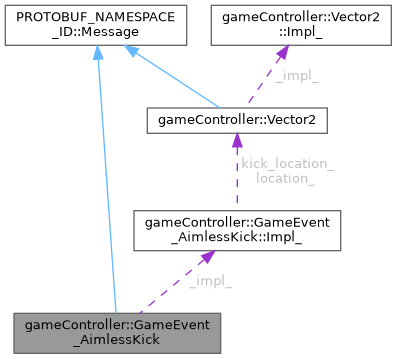 PROTOBUF_NAMESPACE
_ID::Message
gameController::Vector2
::Impl_
_impl_
gameController::Vector2
kick_location_
location_
gameController::GameEvent
_AimlessKick::Impl_
_impl_
gameController::GameEvent
_AimlessKick